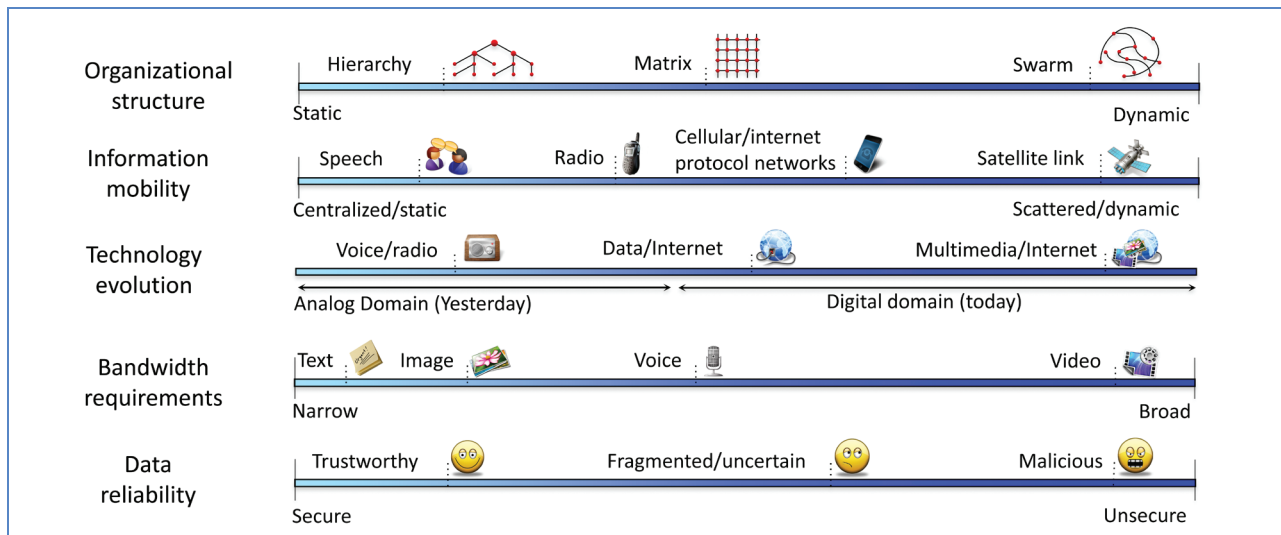 Organizational
structure
Hierarchy
Matrix
Swarm
Static
Dynamic
Information
mobility
Speech
Radio
Cellular/internet
protocol networks
Satellite link
Centralized/static
Scattered/dynamic
Technology
evolution
Voice/radio
Data/Internet
Multimedia/Internet
Analog Domain (Yesterday)
Digital domain (today)
Bandwidth
requirements
Text
Image
Voice
Video
Narrow
Broad
Data
reliability
Trustworthy
Fragmented/uncertain
Malicious
Secure
Unsecure